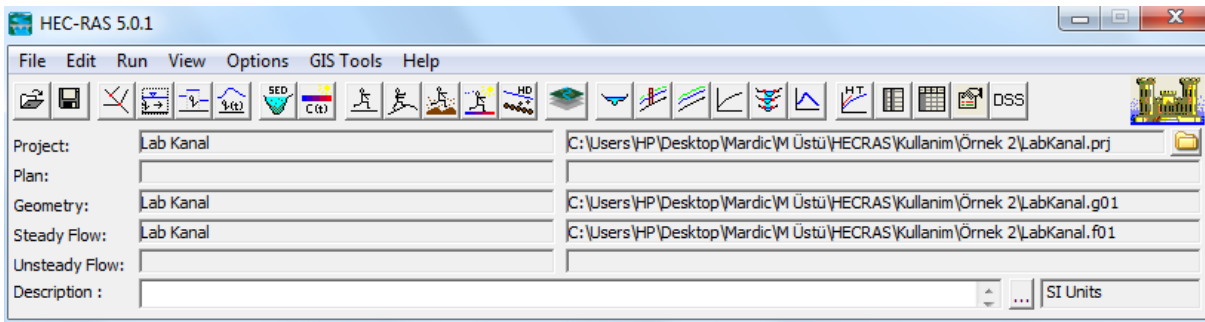 HEC-RAS 5.0.1
File Edit Run View Options GIS Tools Help
SED C(t) HD HT DSS
Project: Lab Kanal C:\Users\HP\Desktop\Mardic\M Üstü\HECRAS\Kullanim\Örnek 2\LabKanal.prj
Plan:
Geometry: Lab Kanal C:\Users\HP\Desktop\Mardic\M Üstü\HECRAS\Kullanim\Örnek 2\LabKanal.g01
Steady Flow: Lab Kanal C:\Users\HP\Desktop\Mardic\M Üstü\HECRAS\Kullanim\Örnek 2\LabKanal.f01
Unsteady Flow:
Description : ... SI Units